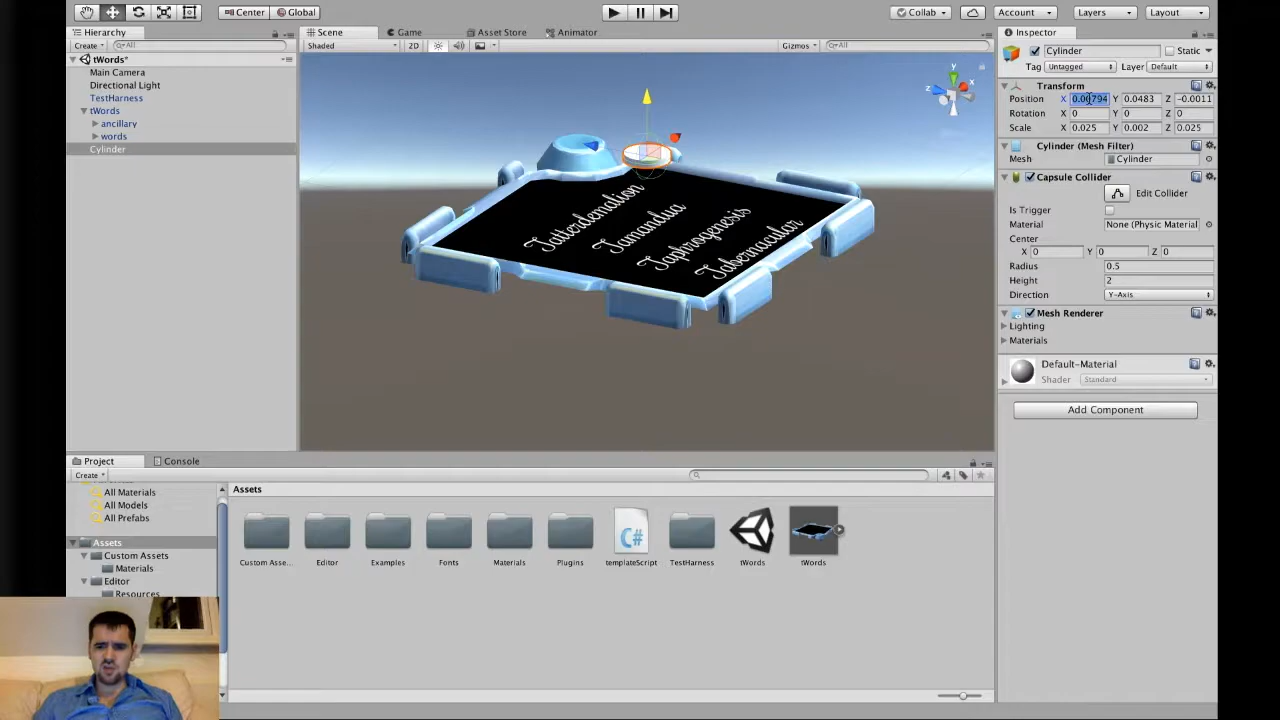 Center Global Collab Account Layers Layout
Hierarchy Scene Game Asset Store Animator Inspector
Create All Shaded 2D Gizmos All Cylinder Static
tWords* Tag Untagged Layer Default
Main Camera
Directional Light Transform
TestHarness Position X 0.00794 Y 0.0483 Z -0.0011
tWords Rotation X 0 Y 0 Z 0
ancillary Scale X 0.025 Y 0.002 Z 0.025
words
Cylinder Cylinder (Mesh Filter)
Mesh Cylinder
Capsule Collider
Edit Collider
Is Trigger
Material None (Physic Material
Center
X 0 Y 0 Z 0
Radius 0.5
Height 2
Direction Y-Axis
Mesh Renderer
Lighting
Materials
Default-Material
Shader Standard
Add Component
y
x
z
Tatterdemalion
Tamandua
Taphrogenesis
Tabernacular
Project Console
Create
All Materials Assets
All Models
All Prefabs
Assets
Custom Assets
Materials
Editor
Resources
C#
Custom Asse... Editor Examples Fonts Materials Plugins templateScript TestHarness tWords tWords